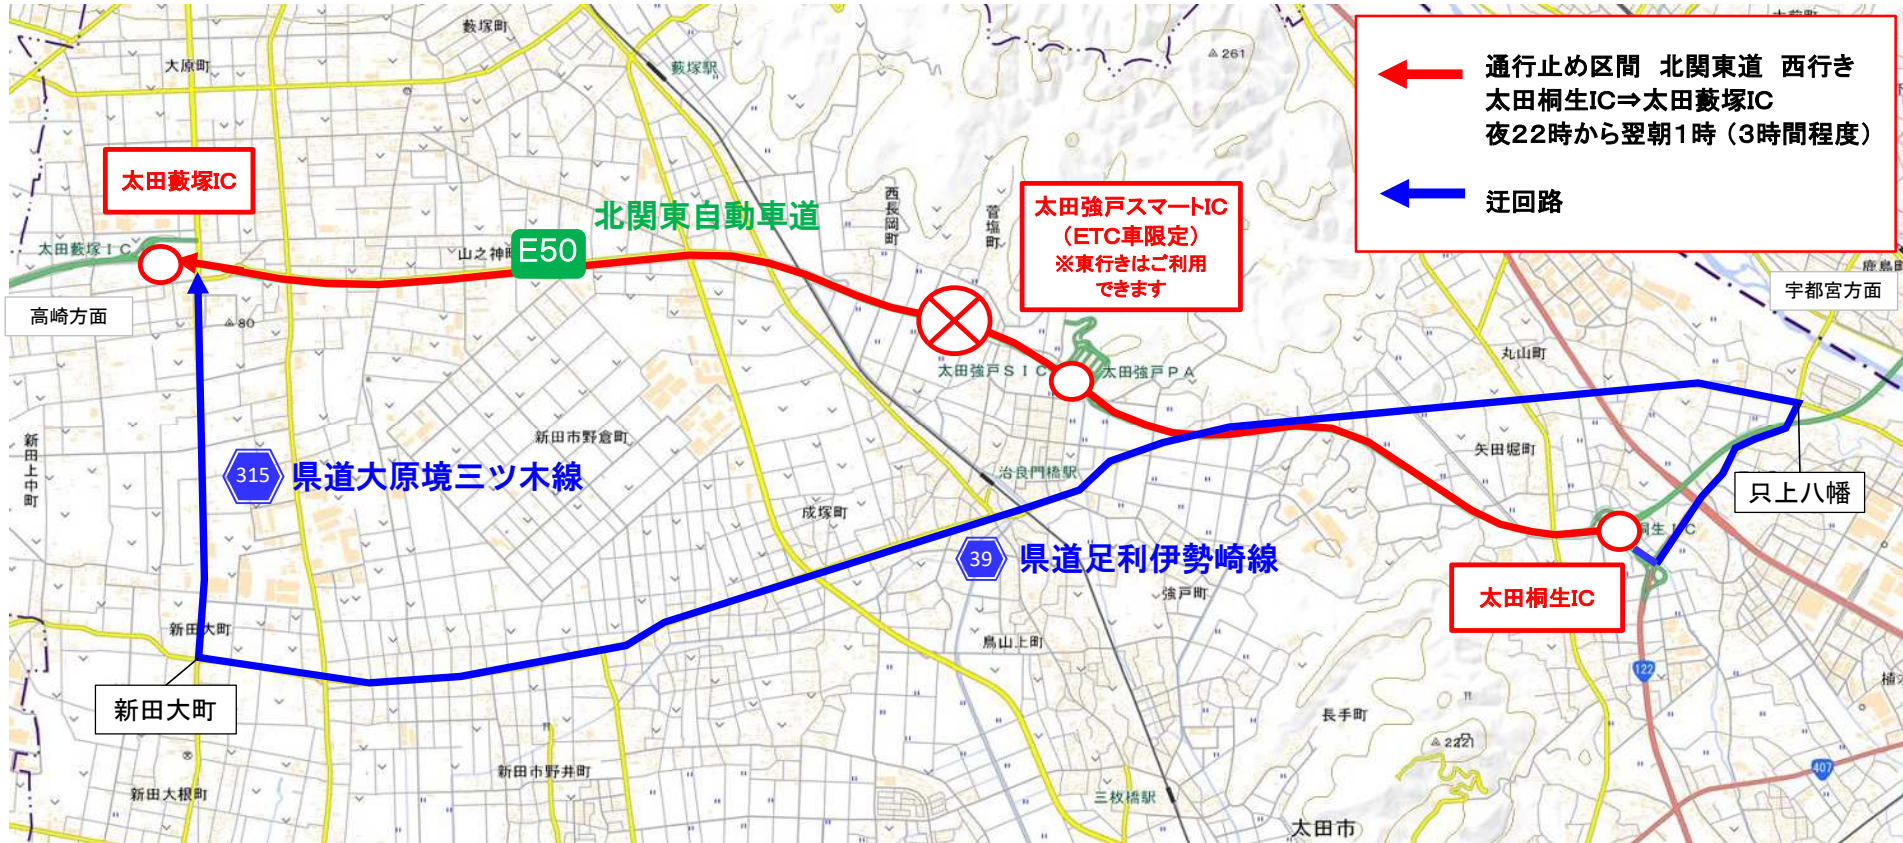 通行止め区間 北関東道 西行き
太田桐生IC⇒太田藪塚IC
夜22時から翌朝1時（3時間程度）
迂回路
藪塚町
大原町
藪塚駅
261
太田藪塚IC
太田藪塚ＩＣ
高崎方面
80
山之神町
E50
北関東自動車道
西長岡町
菅塩町
太田強戸スマートIC
（ETC車限定）
※東行きはご利用
できます
太田強戸ＳＩＣ
太田強戸ＰＡ
鹿島町
宇都宮方面
丸山町
新田上中町
315
県道大原境三ツ木線
新田市野倉町
成塚町
治良門橋駅
矢田堀町
只上八幡
桐生ＩＣ
39
県道足利伊勢崎線
強戸町
太田桐生IC
新田大町
新田大町
鳥山上町
122
長手町
407
新田市野井町
新田大根町
三枚橋駅
太田市